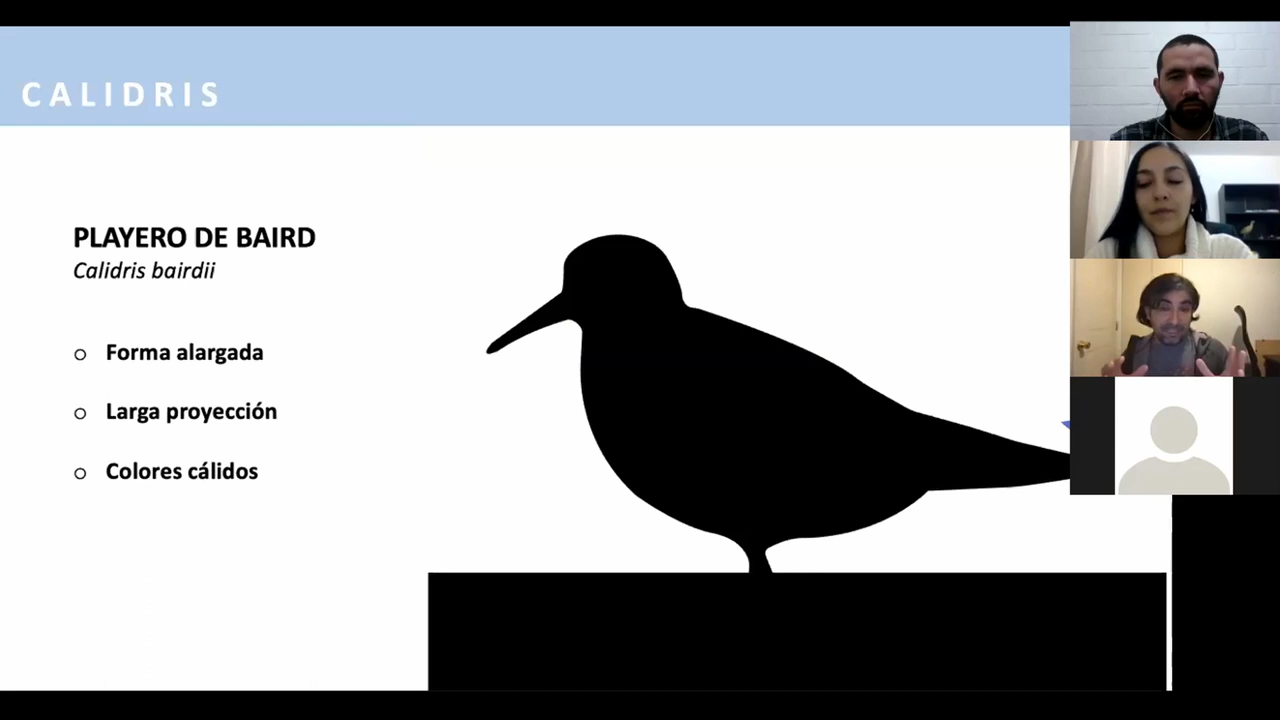 CALIDRIS
PLAYERO DE BAIRD
Calidris bairdii
Forma alargada
Larga proyección
Colores cálidos